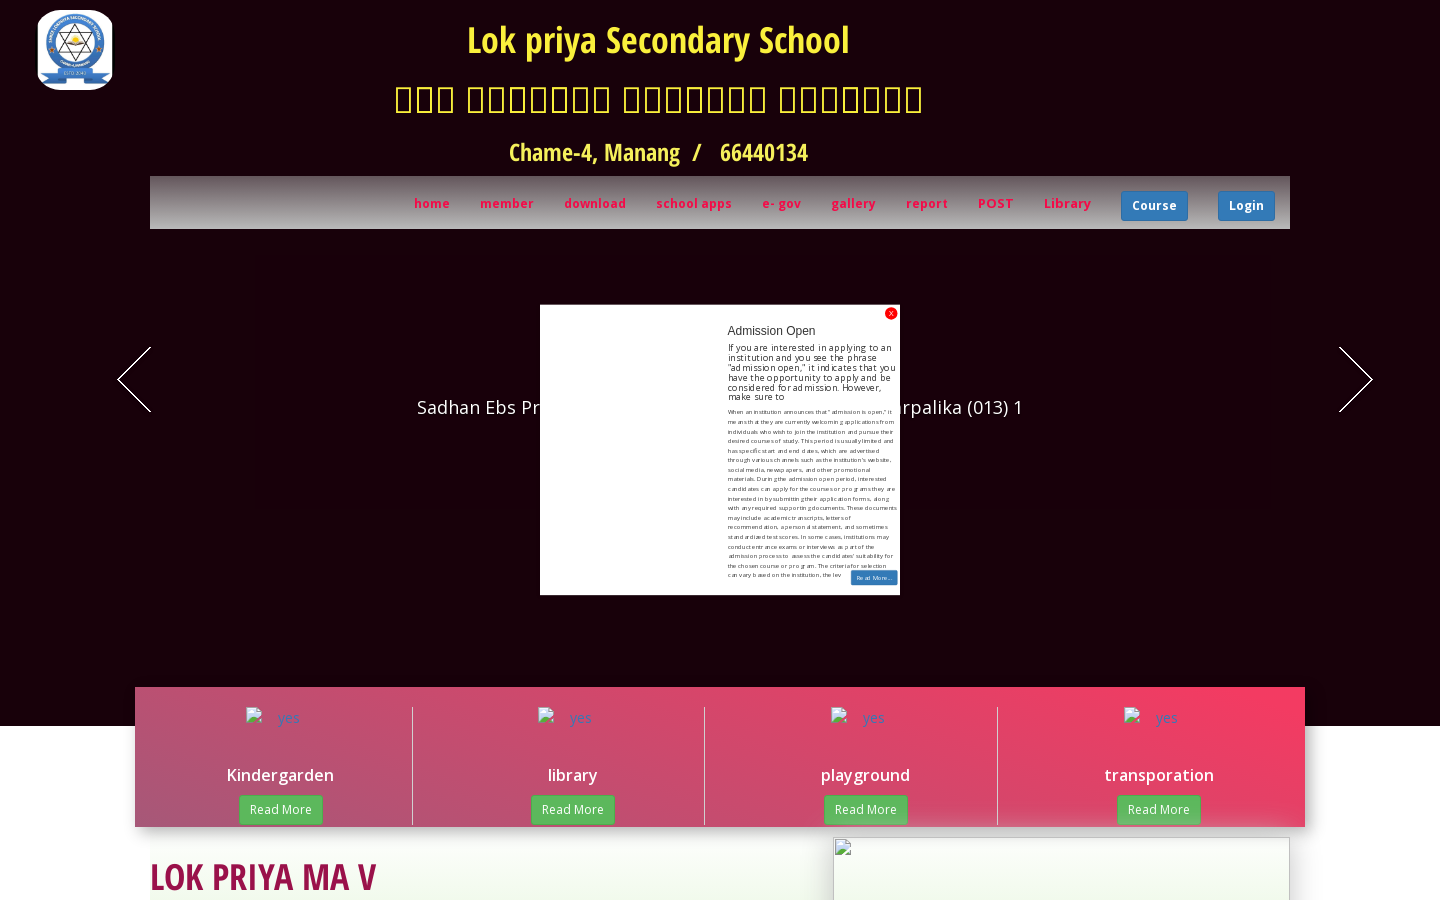 Lok priya Secondary School
Chame-4, Manang / 66440134
home member download school apps e- gov gallery report POST Library Course Login
X
Admission Open
If you are interested in applying to an
institution and you see the phrase
"admission open," it indicates that you
have the opportunity to apply and be
considered for admission. However,
make sure to
Sadhan Ebs Pr
arpalika (013) 1
When an institution announces that "admission is open," it
means that they are currently welcoming applications from
individuals who wish to join the institution and pursue their
desired courses of study. This period is usually limited and
has specific start and end dates, which are advertised
through various channels such as the institution's website,
social media, newspapers, and other promotional
materials. During the admission open period, interested
candidates can apply for the courses or programs they are
interested in by submitting their application forms, along
with any required supporting documents. These documents
may include academic transcripts, letters of
recommendation, a personal statement, and sometimes
standardized test scores. In some cases, institutions may
conduct entrance exams or interviews as part of the
admission process to assess the candidates' suitability for
the chosen course or program. The criteria for selection
can vary based on the institution, the lev
Read More...
yes yes yes yes
Kindergarden library playground transporation
Read More Read More Read More Read More
LOK PRIYA MA V